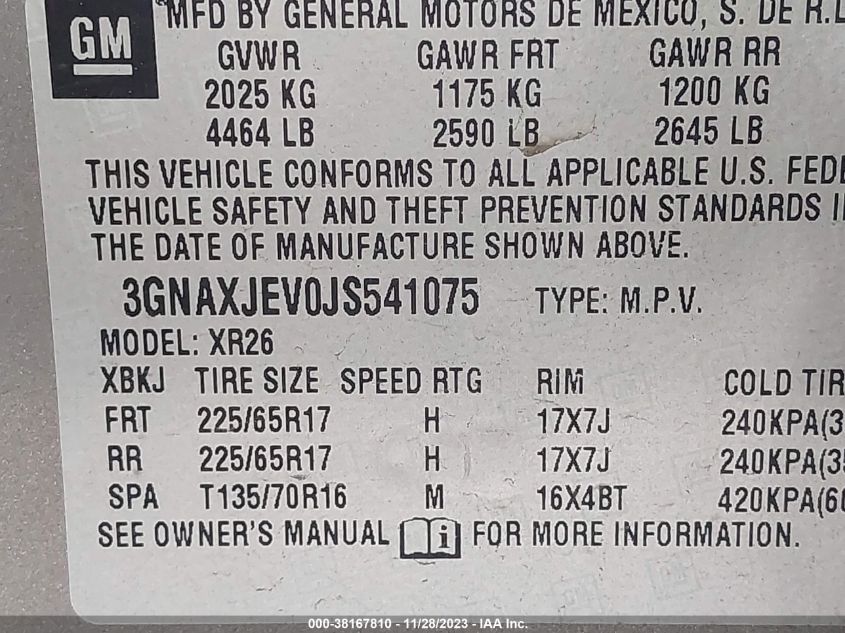 GM
MFD BY GENERAL MOTORS DE MEXICO, S. DE R.L
GVWR GAWR FRT GAWR RR
2025 KG 1175 KG 1200 KG
4464 LB 2590 LB 2645 LB
THIS VEHICLE CONFORMS TO ALL APPLICABLE U.S. FEDE
VEHICLE SAFETY AND THEFT PREVENTION STANDARDS I
THE DATE OF MANUFACTURE SHOWN ABOVE.
3GNAXJEV0JS541075 TYPE: M.P.V.
MODEL: XR26
XBKJ TIRE SIZE SPEED RTG RIM COLD TIR
FRT 225/65R17 H 17X7J 240KPA(3
RR 225/65R17 H 17X7J 240KPA(35
SPA T135/70R16 M 16X4BT 420KPA(60
SEE OWNER'S MANUAL i FOR MORE INFORMATION.
000-38167810 - 11/28/2023 - IAA Inc.